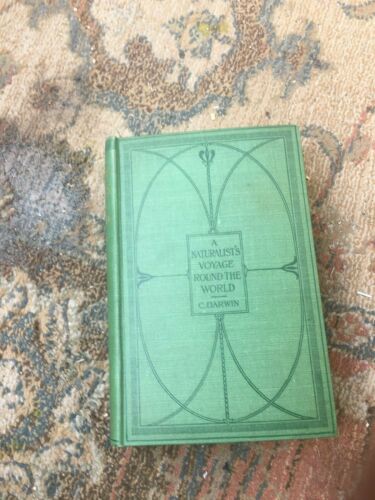 A
NATURALIST'S
VOYAGE
ROUND THE
WORLD
C. DARWIN